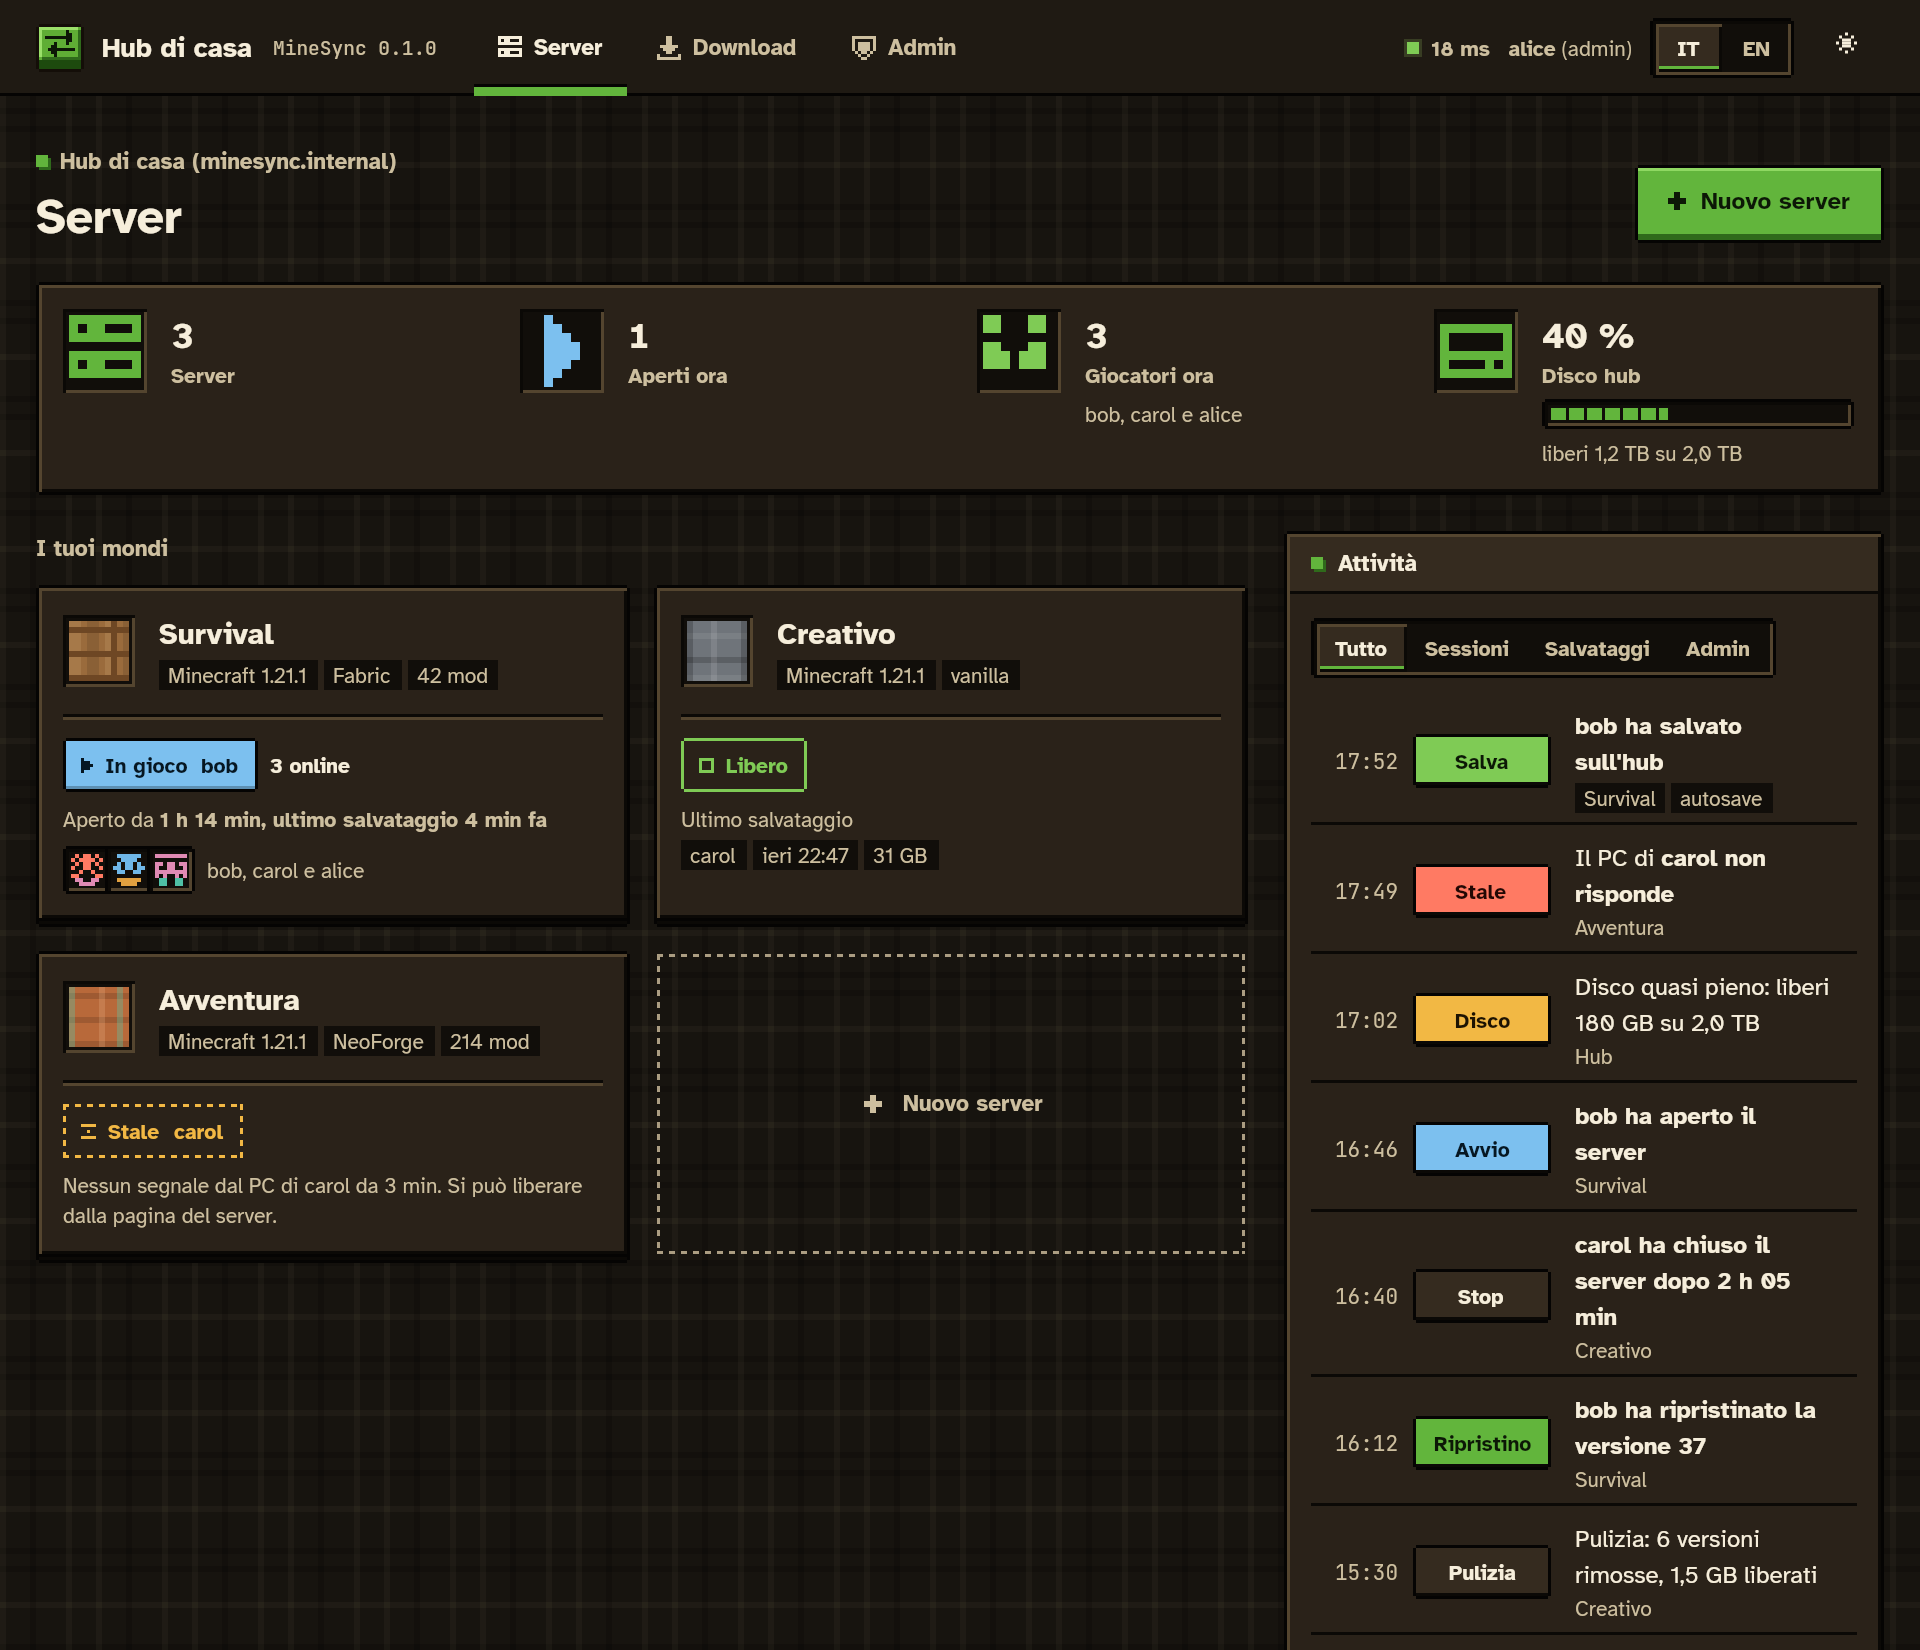 Hub di casa MineSync 0.1.0 Server Download Admin 18 ms alice (admin) IT EN
Hub di casa (minesync.internal)
Server
+ Nuovo server
3
Server
1
Aperti ora
3
Giocatori ora
bob, carol e alice
40 %
Disco hub
liberi 1,2 TB su 2,0 TB
I tuoi mondi
Survival
Minecraft 1.21.1 Fabric 42 mod
In gioco bob 3 online
Aperto da 1 h 14 min, ultimo salvataggio 4 min fa
bob, carol e alice
Creativo
Minecraft 1.21.1 vanilla
Libero
Ultimo salvataggio
carol ieri 22:47 31 GB
Avventura
Minecraft 1.21.1 NeoForge 214 mod
Stale carol
Nessun segnale dal PC di carol da 3 min. Si può liberare
dalla pagina del server.
+ Nuovo server
Attività
Tutto Sessioni Salvataggi Admin
17:52 Salva bob ha salvato
sull'hub
Survival autosave
17:49 Stale Il PC di carol non
risponde
Avventura
17:02 Disco Disco quasi pieno: liberi
180 GB su 2,0 TB
Hub
16:46 Avvio bob ha aperto il
server
Survival
16:40 Stop carol ha chiuso il
server dopo 2 h 05
min
Creativo
16:12 Ripristino bob ha ripristinato la
versione 37
Survival
15:30 Pulizia Pulizia: 6 versioni
rimosse, 1,5 GB liberati
Creativo